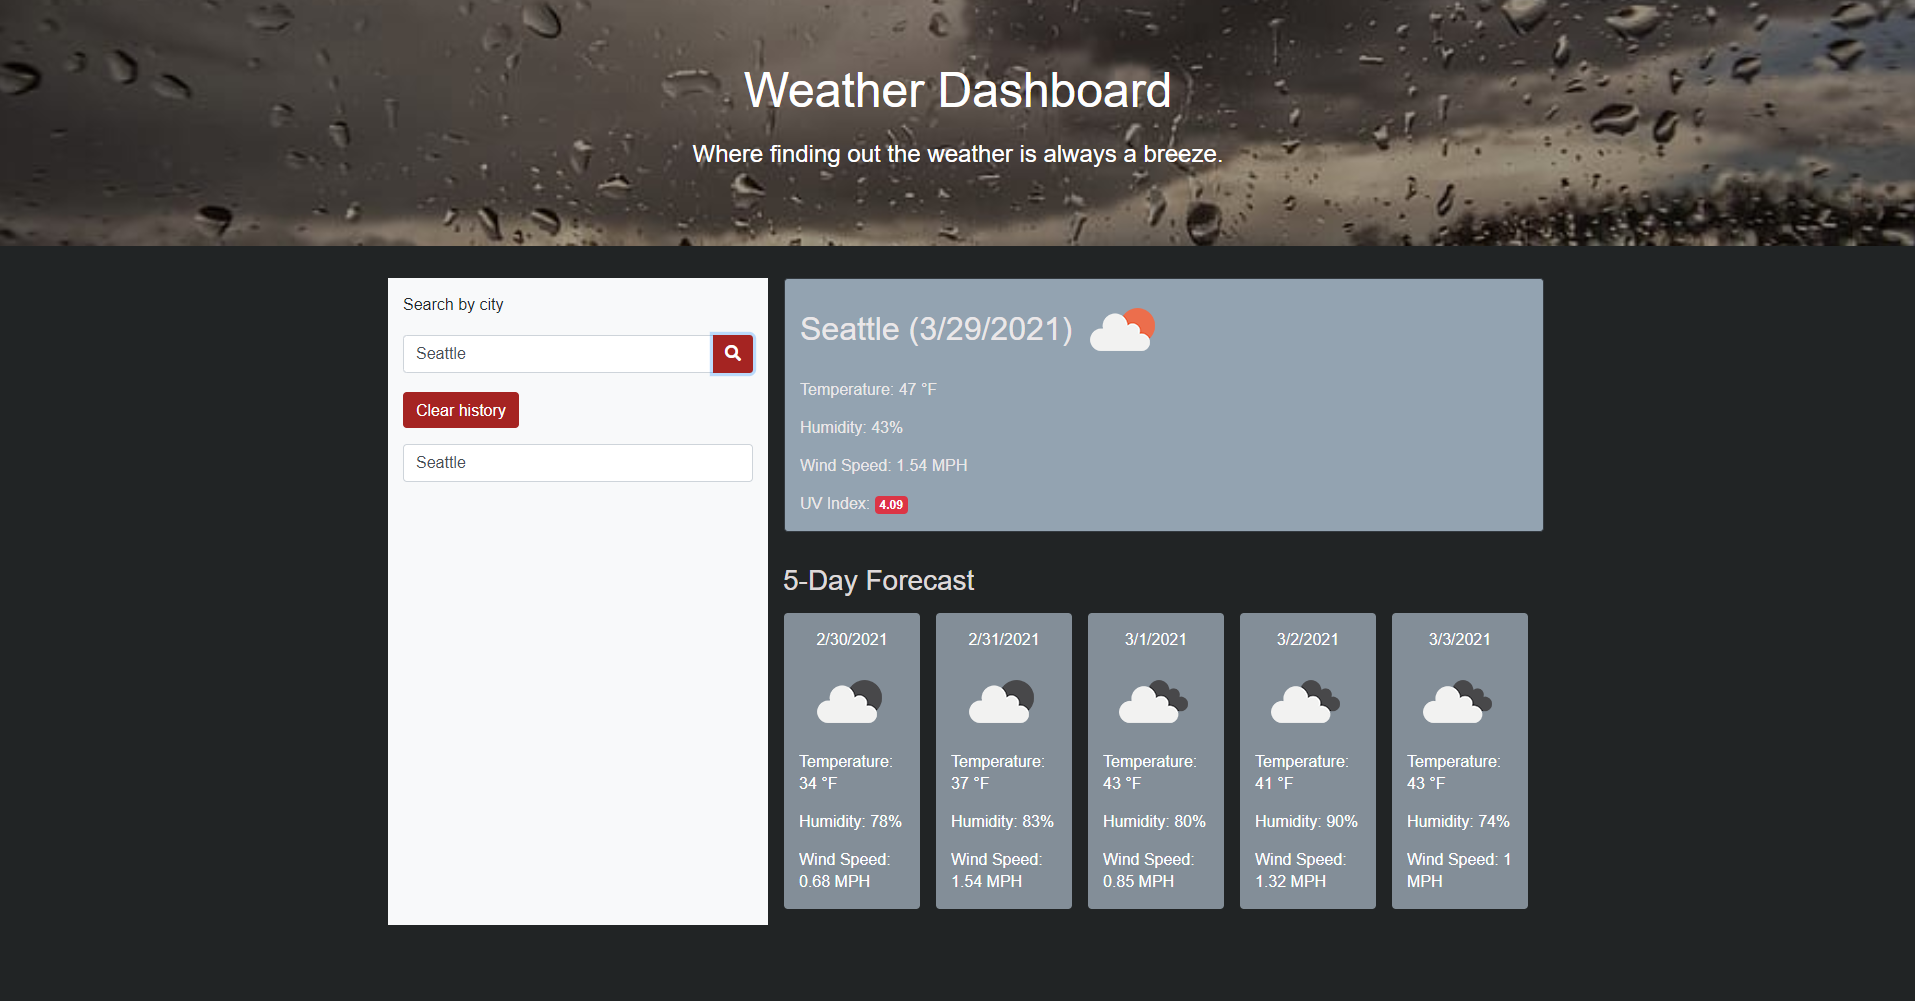 Weather Dashboard
Where finding out the weather is always a breeze.
Search by city
Seattle
Clear history
Seattle
Seattle (3/29/2021)
Temperature: 47 °F
Humidity: 43%
Wind Speed: 1.54 MPH
UV Index: 4.09
5-Day Forecast
2/30/2021
Temperature:
34 °F
Humidity: 78%
Wind Speed:
0.68 MPH
2/31/2021
Temperature:
37 °F
Humidity: 83%
Wind Speed:
1.54 MPH
3/1/2021
Temperature:
43 °F
Humidity: 80%
Wind Speed:
0.85 MPH
3/2/2021
Temperature:
41 °F
Humidity: 90%
Wind Speed:
1.32 MPH
3/3/2021
Temperature:
43 °F
Humidity: 74%
Wind Speed: 1
MPH